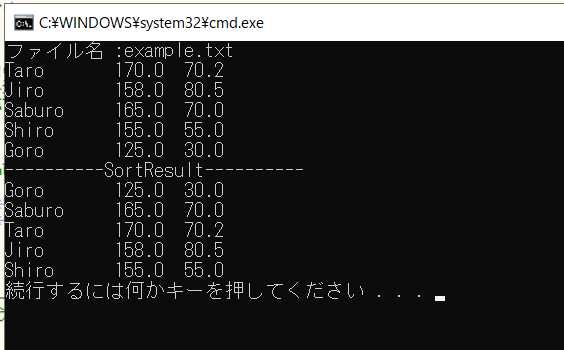 C:¥WINDOWS¥system32¥cmd.exe
ファイル名 :example.txt
Taro 170.0 70.2
Jiro 158.0 80.5
Saburo 165.0 70.0
Shiro 155.0 55.0
Goro 125.0 30.0
----------SortResult----------
Goro 125.0 30.0
Saburo 165.0 70.0
Taro 170.0 70.2
Jiro 158.0 80.5
Shiro 155.0 55.0
続行するには何かキーを押してください . . .